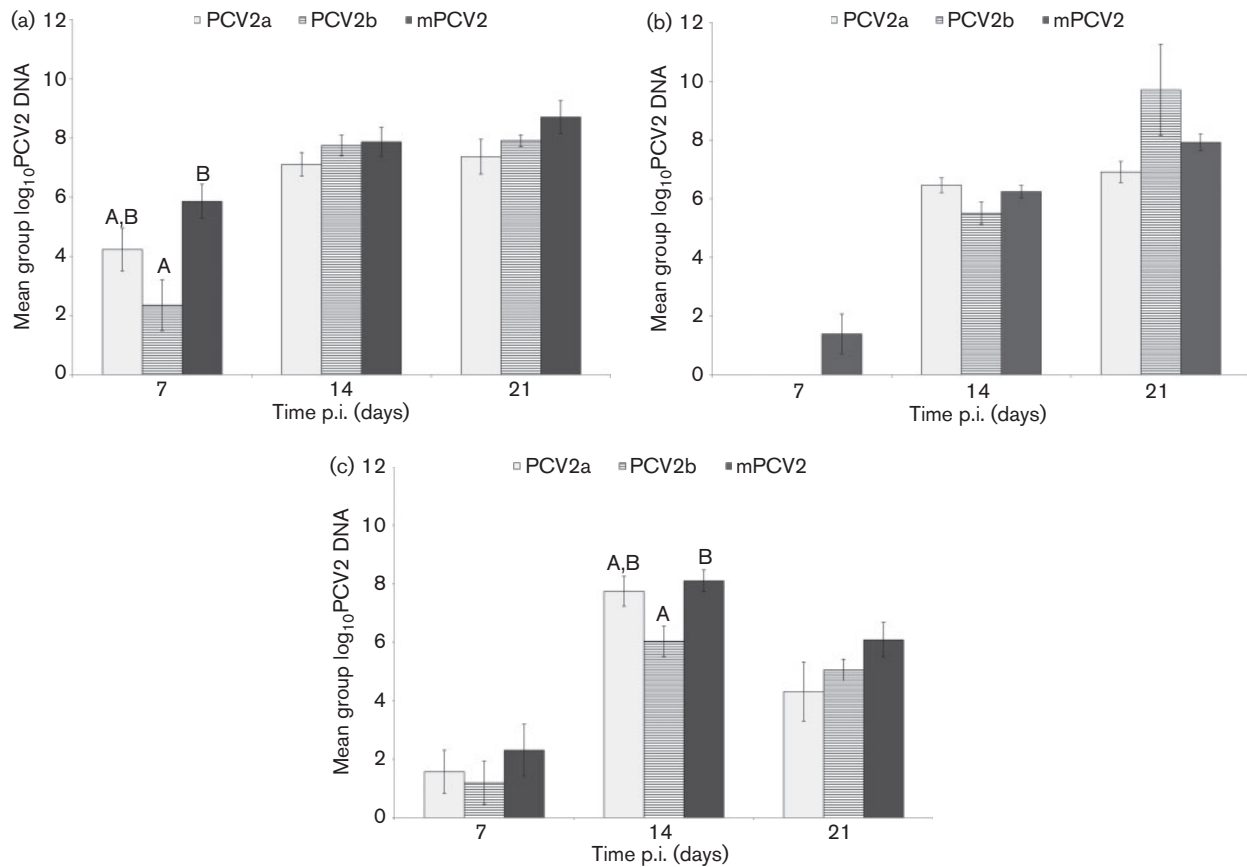 (a)
PCV2a PCV2b mPCV2
Mean group log10PCV2 DNA
12
10
8
6
4
2
0
A,B
A
B
7 14 21
Time p.i. (days)
(b)
PCV2a PCV2b mPCV2
Mean group log10PCV2 DNA
12
10
8
6
4
2
0
7 14 21
Time p.i. (days)
(c)
PCV2a PCV2b mPCV2
Mean group log10PCV2 DNA
12
10
8
6
4
2
0
A,B
A
B
7 14 21
Time p.i. (days)